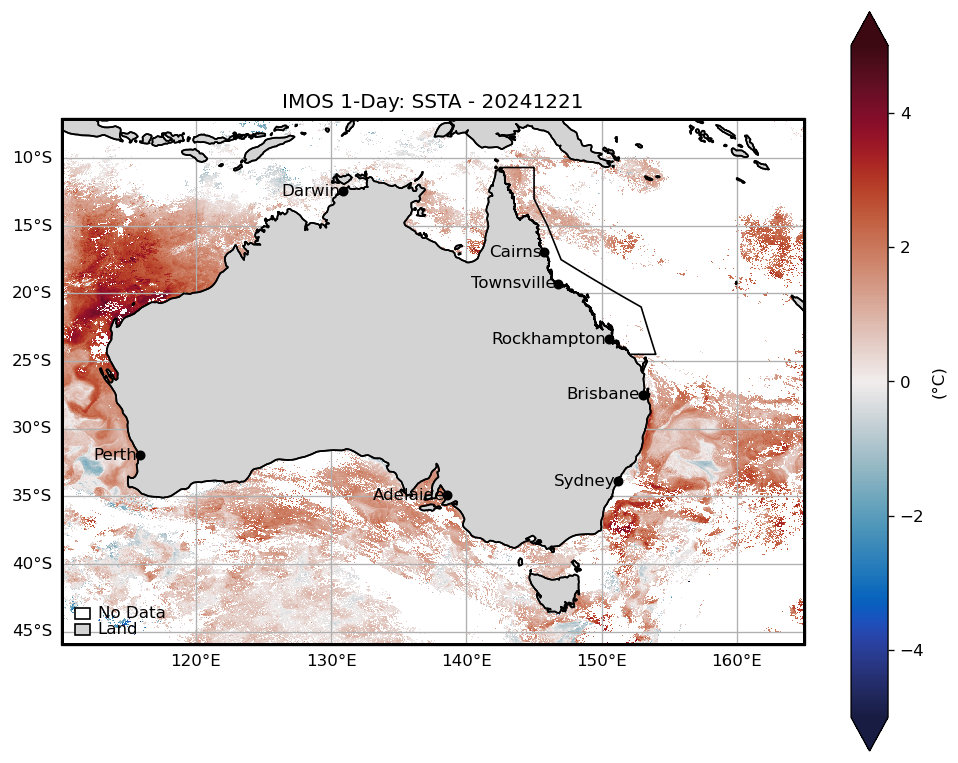 IMOS 1-Day: SSTA - 20241221
10°S
15°S
20°S
25°S
30°S
35°S
40°S
45°S
Darwin
Cairns
Townsville
Rockhampton
Brisbane
Perth
Sydney
Adelaide
No Data
Land
120°E
130°E
140°E
150°E
160°E
4
2
0
−2
−4
(°C)